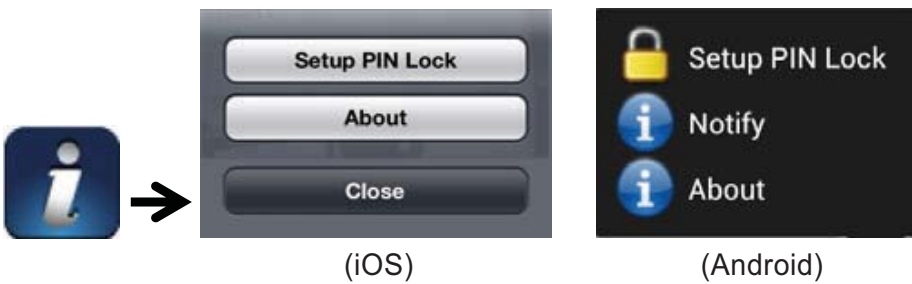 Setup PIN Lock
About
Close
(iOS)
Setup PIN Lock
Notify
About
(Android)